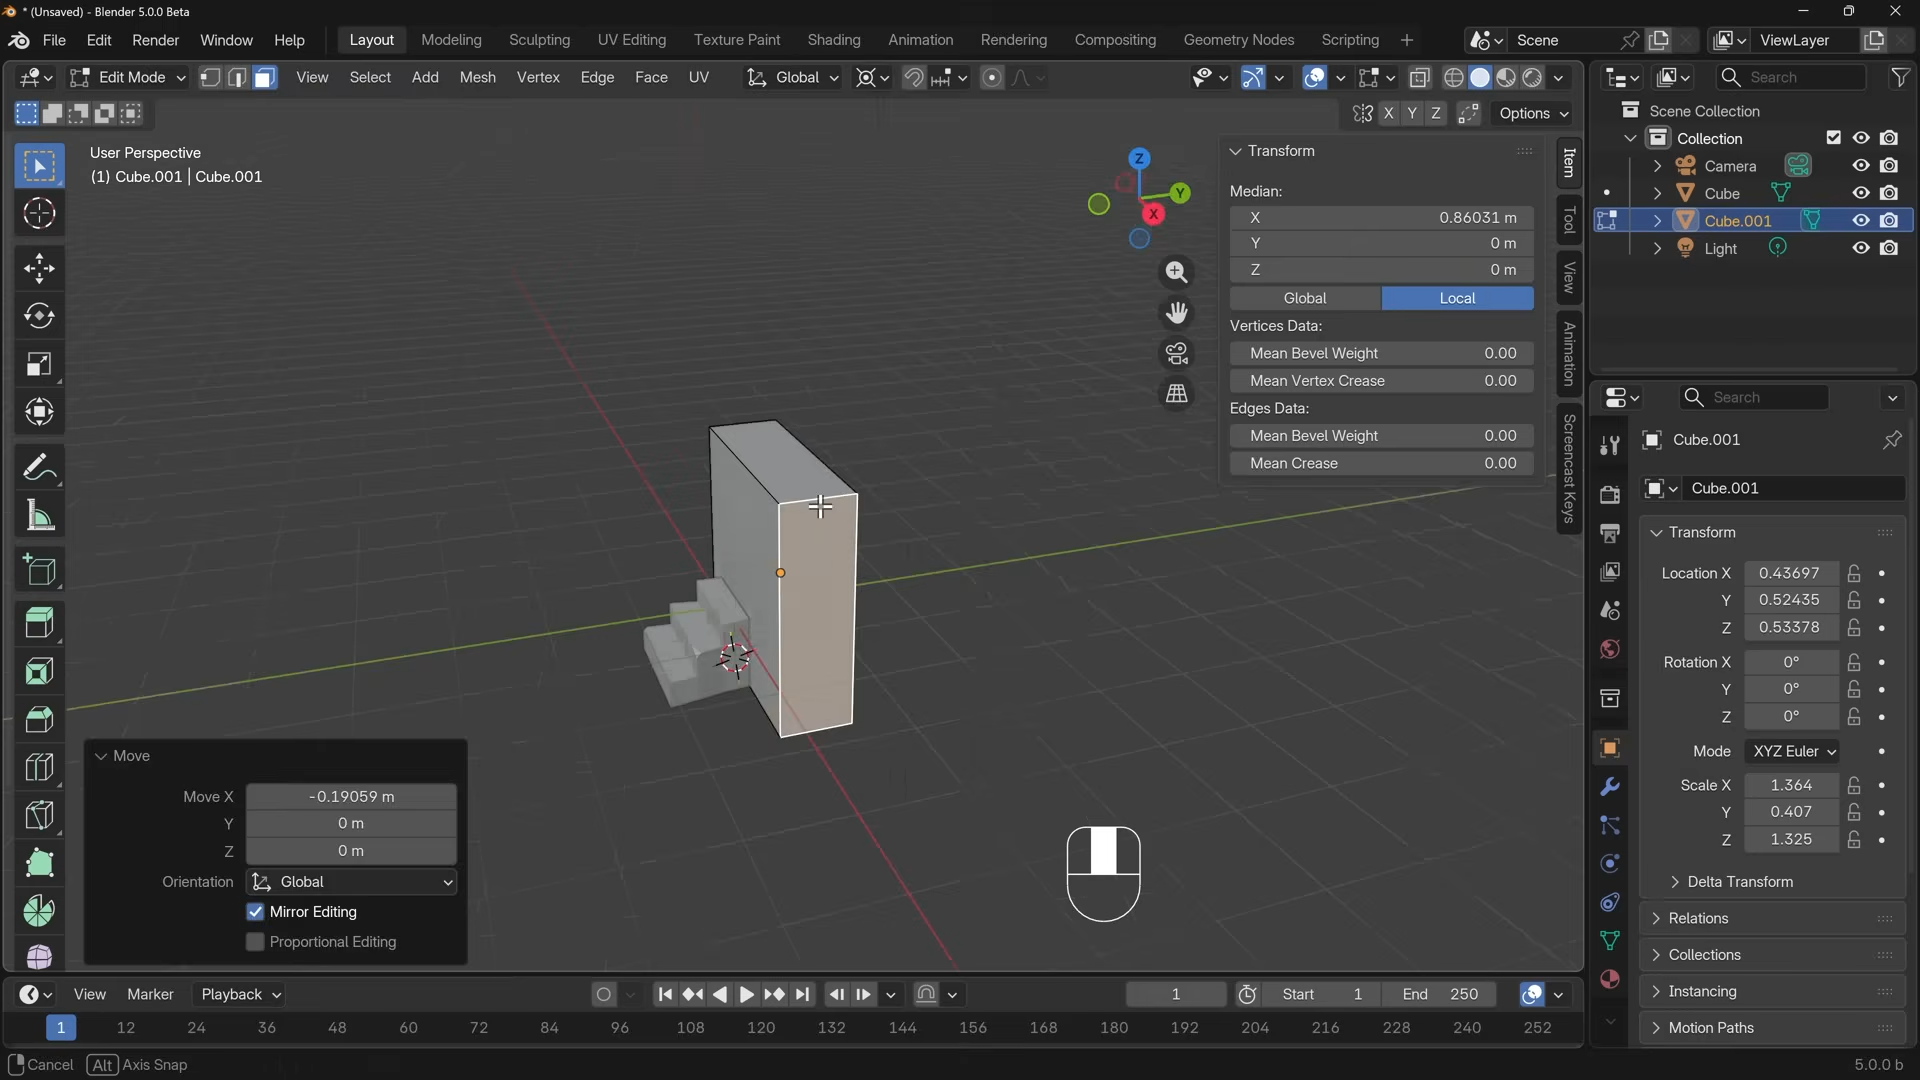 * (Unsaved) - Blender 5.0.0 Beta
File Edit Render Window Help
Layout Modeling Sculpting UV Editing Texture Paint Shading Animation Rendering Compositing Geometry Nodes Scripting +
Scene
ViewLayer
Edit Mode View Select Add Mesh Vertex Edge Face UV
Global
Search
X Y Z Options
User Perspective
(1) Cube.001 | Cube.001
Z
Y
X
Transform
Median:
X 0.86031 m
Y 0 m
Z 0 m
Global Local
Vertices Data:
Mean Bevel Weight 0.00
Mean Vertex Crease 0.00
Edges Data:
Mean Bevel Weight 0.00
Mean Crease 0.00
Item
Tool
View
Animation
Screencast Keys
Scene Collection
Collection
Camera
Cube
Cube.001
Light
Search
Cube.001
Cube.001
Transform
Location X 0.43697
Y 0.52435
Z 0.53378
Rotation X 0°
Y 0°
Z 0°
Mode XYZ Euler
Scale X 1.364
Y 0.407
Z 1.325
Delta Transform
Relations
Collections
Instancing
Motion Paths
Move
Move X -0.19059 m
Y 0 m
Z 0 m
Orientation Global
Mirror Editing
Proportional Editing
View Marker Playback
1 Start 1 End 250
1 12 24 36 48 60 72 84 96 108 120 132 144 156 168 180 192 204 216 228 240 252
Cancel Alt Axis Snap
5.0.0 b